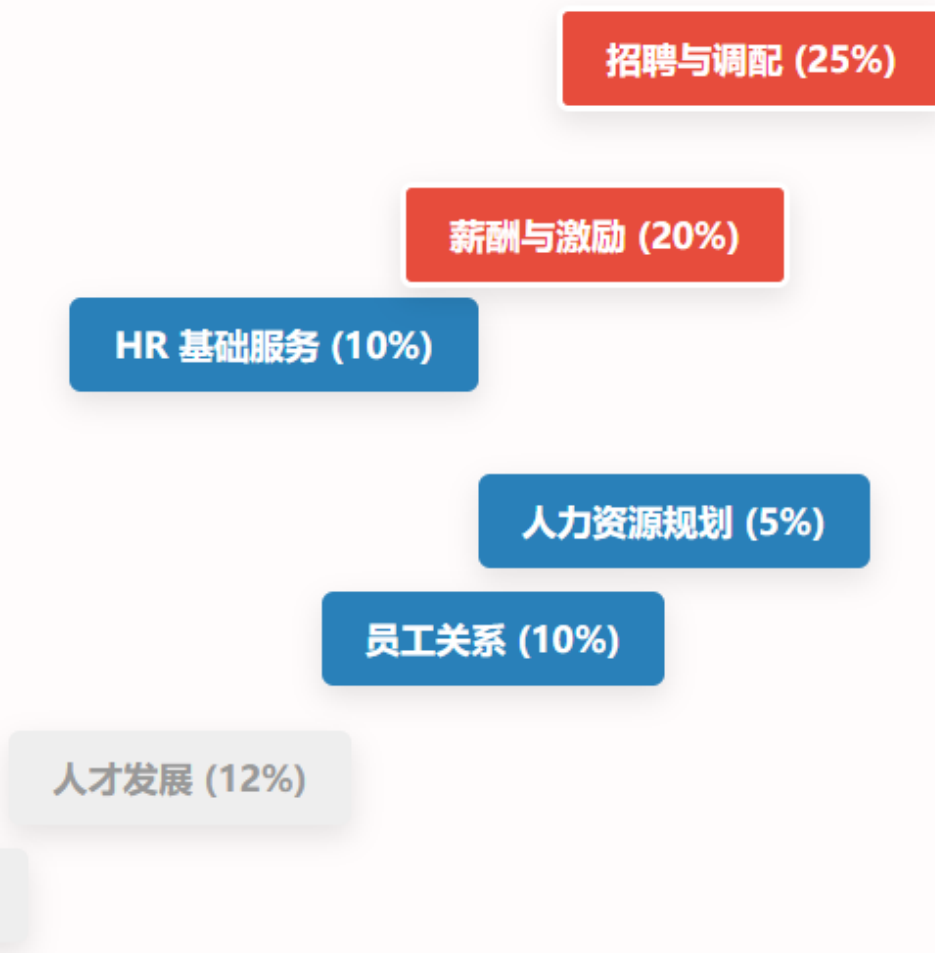 招聘与调配 (25%)
薪酬与激励 (20%)
HR 基础服务 (10%)
人力资源规划 (5%)
员工关系 (10%)
人才发展 (12%)